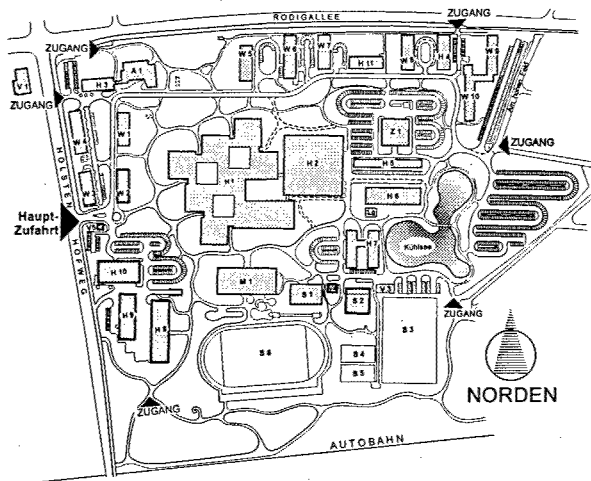 RODIGALLEE
ZUGANG
ZUGANG
W 5
W 6
W 7
H 11
W 8
H 4
W 9
V 1
H 3
A 1
ZUGANG
W 10
W 4
W 1
Z 1
ZUGANG
H 5
H 1
H 2
HOLSTEN
HOFWEG
W 2
H 6
Haupt-
Zufahrt
H 7
Kühlsee
H 10
M 1
S 1
S 2
V 3
S 3
ZUGANG
H 9
H 8
S 6
S 4
S 5
NORDEN
ZUGANG
AUTOBAHN